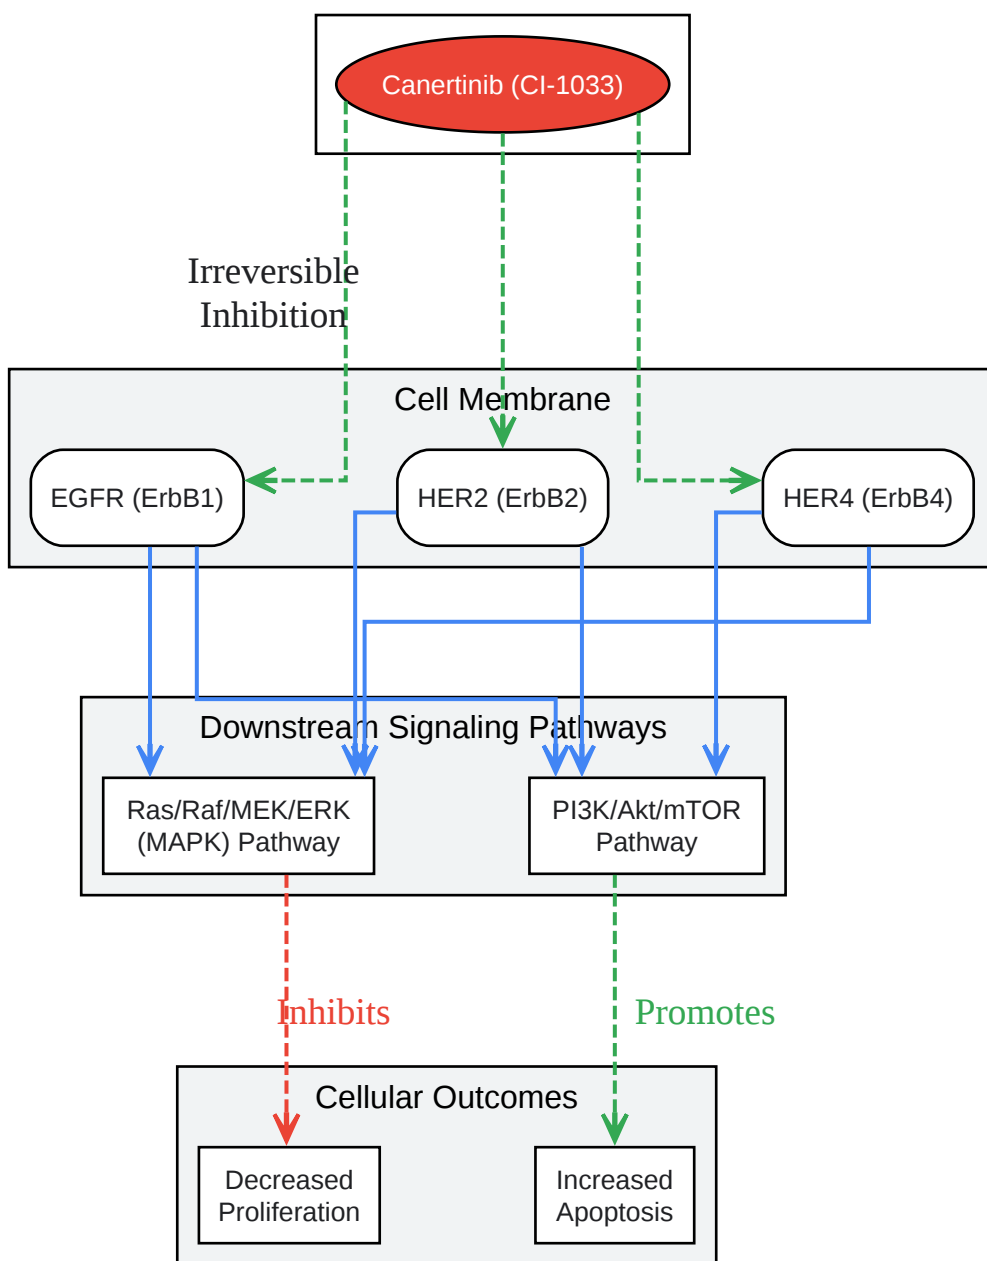 Canertinib (CI-1033)
Irreversible
Inhibition
Cell Membrane
EGFR (ErbB1)
HER2 (ErbB2)
HER4 (ErbB4)
Downstream Signaling Pathways
Ras/Raf/MEK/ERK
(MAPK) Pathway
PI3K/Akt/mTOR
Pathway
Inhibits
Promotes
Cellular Outcomes
Decreased
Proliferation
Increased
Apoptosis